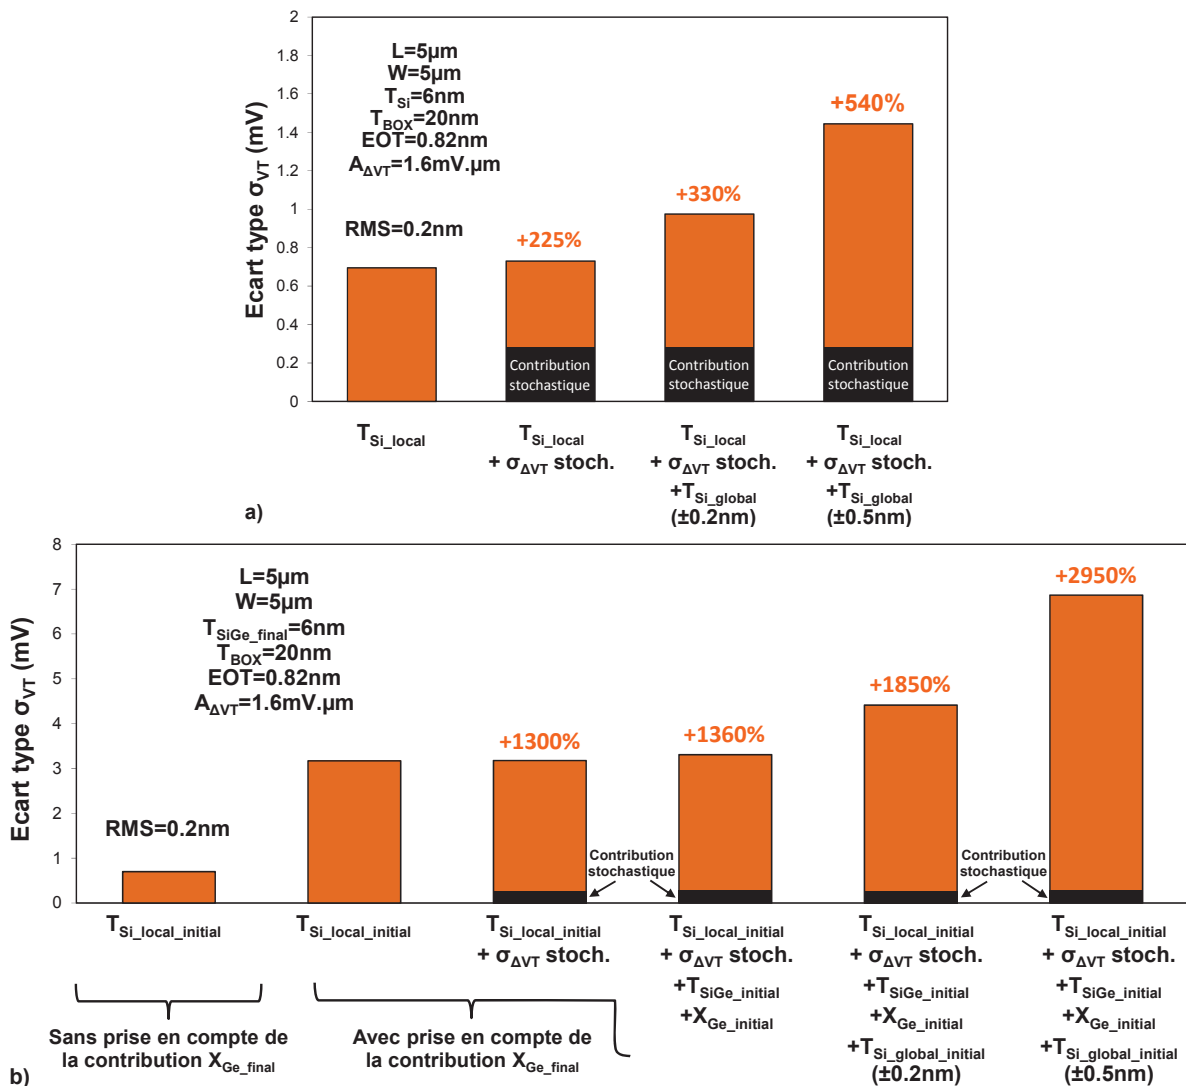 2
1.8
1.6
1.4
1.2
1
0.8
0.6
0.4
0.2
0
Ecart type σVT (mV)
L=5µm
W=5µm
TSi=6nm
TBOX=20nm
EOT=0.82nm
AΔVT=1.6mV.µm
RMS=0.2nm
+225%
+330%
+540%
Contribution
stochastique
Contribution
stochastique
Contribution
stochastique
TSi_local
TSi_local
+ σΔVT stoch.
TSi_local
+ σΔVT stoch.
+TSi_global
(±0.2nm)
TSi_local
+ σΔVT stoch.
+TSi_global
(±0.5nm)
a)
8
7
6
5
4
3
2
1
0
Ecart type σVT (mV)
L=5µm
W=5µm
TSiGe_final=6nm
TBOX=20nm
EOT=0.82nm
AΔVT=1.6mV.µm
RMS=0.2nm
+1300%
+1360%
+1850%
+2950%
Contribution
stochastique
Contribution
stochastique
TSi_local_initial
TSi_local_initial
TSi_local_initial
+ σΔVT stoch.
TSi_local_initial
+ σΔVT stoch.
+TSiGe_initial
+XGe_initial
TSi_local_initial
+ σΔVT stoch.
+TSiGe_initial
+XGe_initial
+TSi_global_initial
(±0.2nm)
TSi_local_initial
+ σΔVT stoch.
+TSiGe_initial
+XGe_initial
+TSi_global_initial
(±0.5nm)
Sans prise en compte de
la contribution XGe_final
Avec prise en compte de
la contribution XGe_final
b)